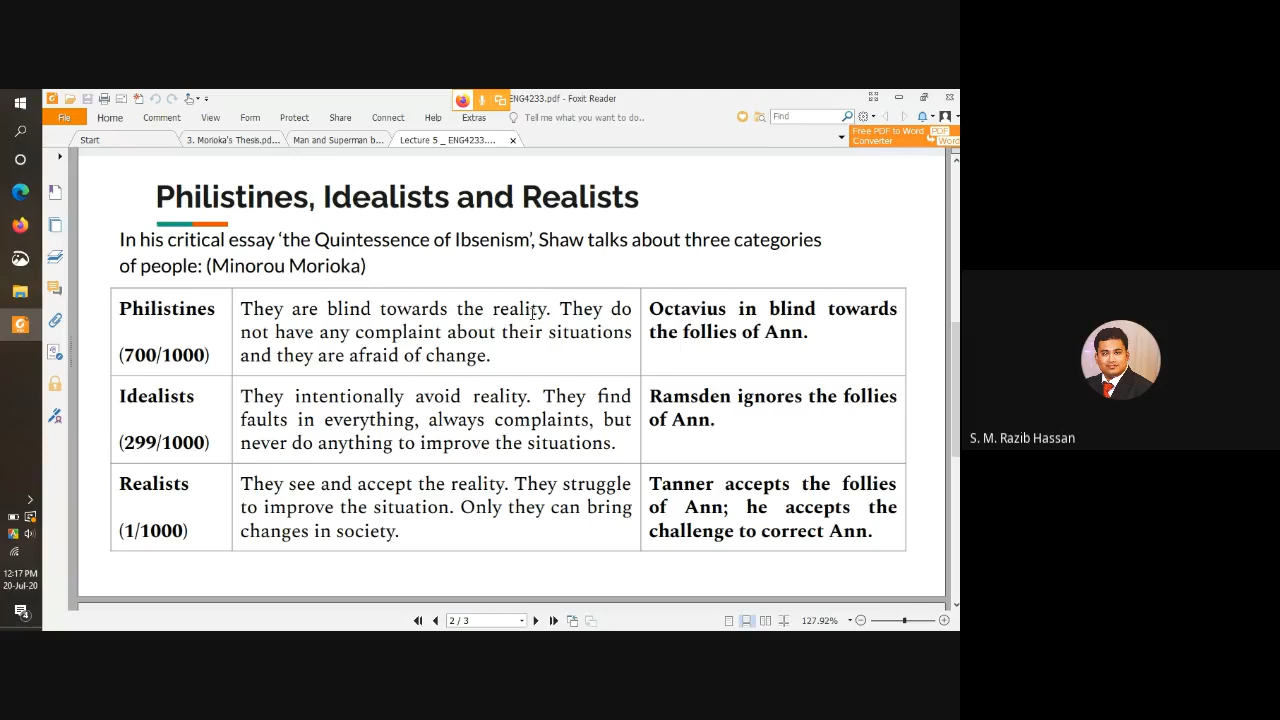 ENG4233.pdf - Foxit Reader
File Home Comment View Form Protect Share Connect Help Extras Tell me what you want to do.. Find
Free PDF to Word
Converter
PDF
Word
Start 3. Morioka's Thesis.pd... Man and Superman b... Lecture 5 _ ENG4233....
Philistines, Idealists and Realists
In his critical essay ‘the Quintessence of Ibsenism’, Shaw talks about three categories
of people: (Minorou Morioka)
Philistines
(700/1000)
They are blind towards the reality. They do
not have any complaint about their situations
and they are afraid of change.
Octavius in blind towards
the follies of Ann.
Idealists
(299/1000)
They intentionally avoid reality. They find
faults in everything, always complaints, but
never do anything to improve the situations.
Ramsden ignores the follies
of Ann.
Realists
(1/1000)
They see and accept the reality. They struggle
to improve the situation. Only they can bring
changes in society.
Tanner accepts the follies
of Ann; he accepts the
challenge to correct Ann.
S. M. Razib Hassan
12:17 PM
20-Jul-20
4
2 / 3
127.92%